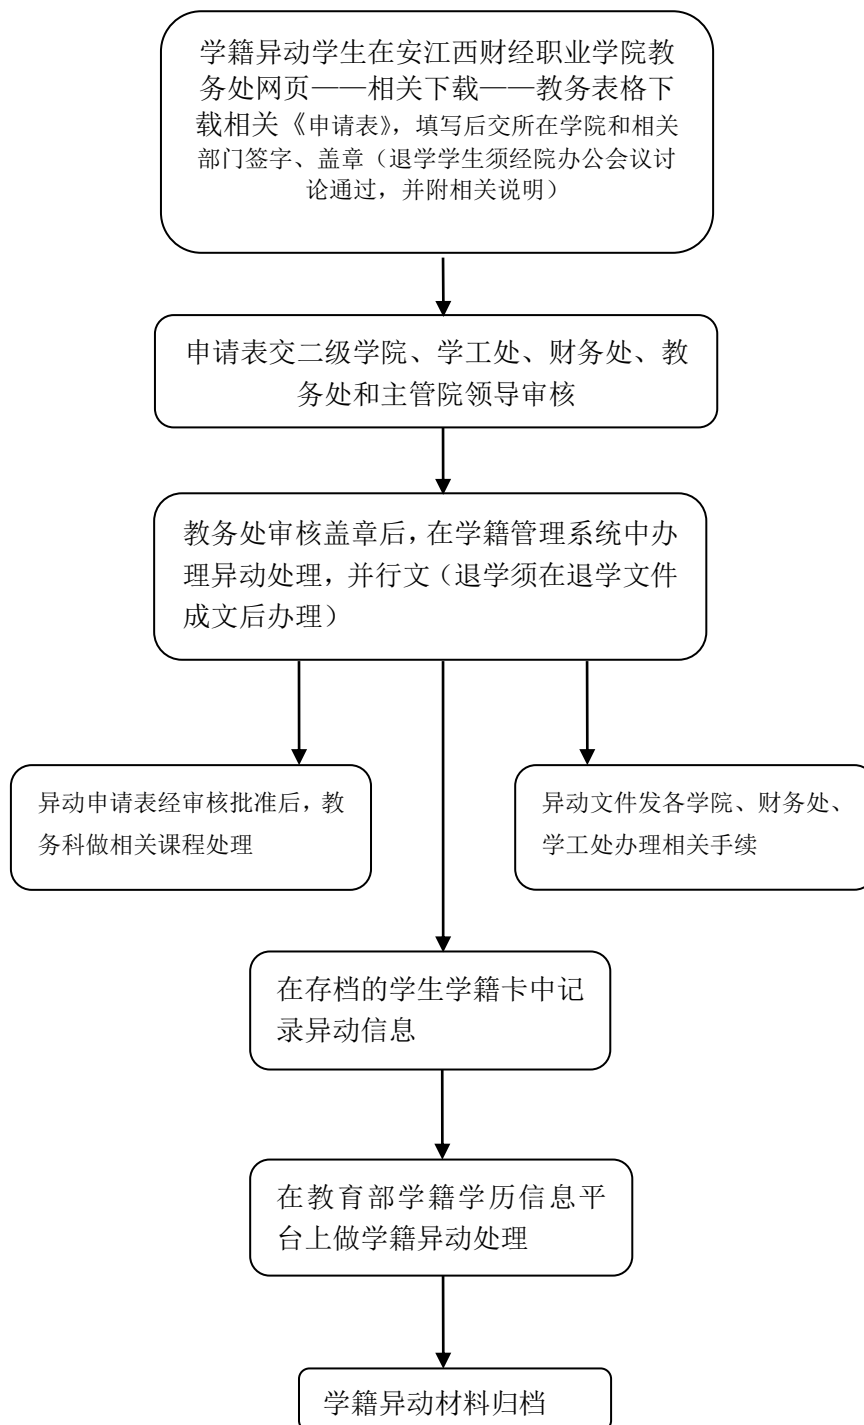 学籍异动学生在安江西财经职业学院教
务处网页——相关下载——教务表格下
载相关《申请表》，填写后交所在学院和相关
部门签字、盖章（退学学生须经院办公会议讨
论通过，并附相关说明）
申请表交二级学院、学工处、财务处、教
务处和主管院领导审核
教务处审核盖章后，在学籍管理系统中办
理异动处理，并行文（退学须在退学文件
成文后办理）
异动申请表经审核批准后，教
务科做相关课程处理
异动文件发各学院、财务处、
学工处办理相关手续
在存档的学生学籍卡中记
录异动信息
在教育部学籍学历信息平
台上做学籍异动处理
学籍异动材料归档